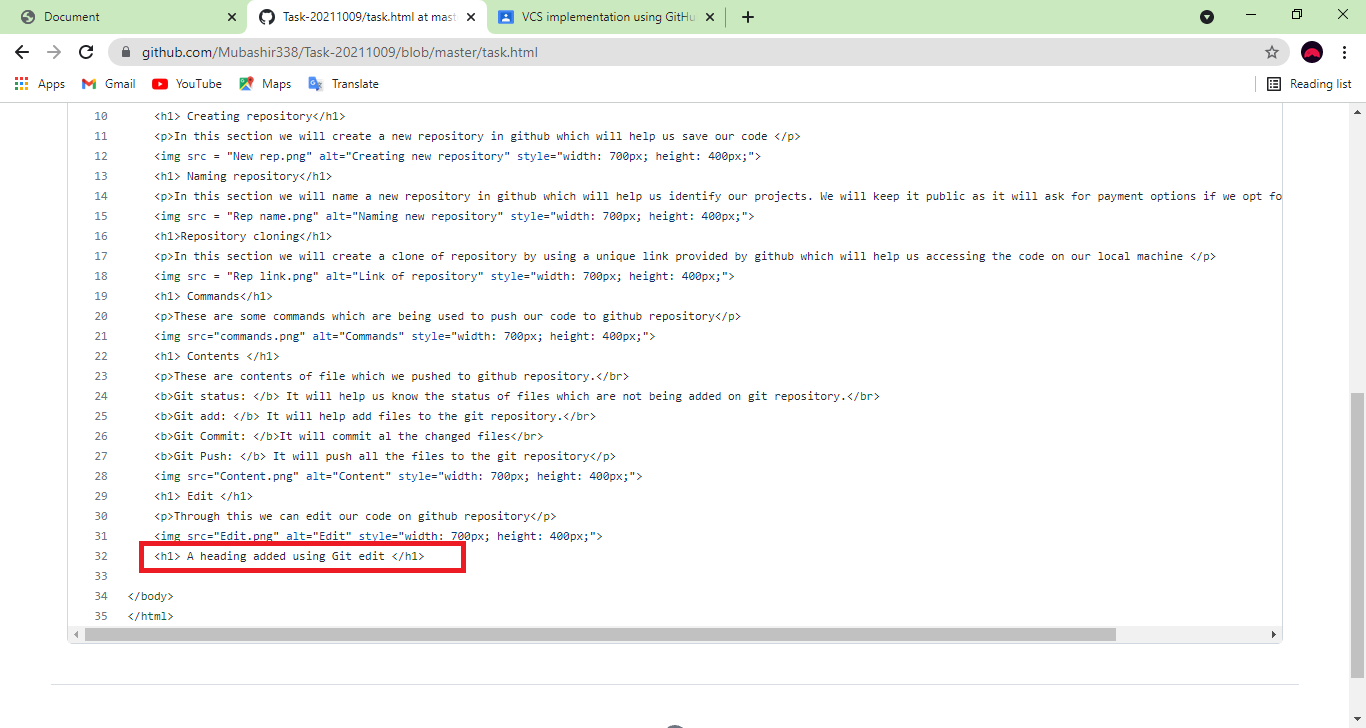 Document
Task-20211009/task.html at mast
VCS implementation using GitHu
github.com/Mubashir338/Task-20211009/blob/master/task.html
Apps Gmail YouTube Maps Translate Reading list
10 <h1> Creating repository</h1>
11 <p>In this section we will create a new repository in github which will help us save our code </p>
12 <img src = "New rep.png" alt="Creating new repository" style="width: 700px; height: 400px;">
13 <h1> Naming repository</h1>
14 <p>In this section we will name a new repository in github which will help us identify our projects. We will keep it public as it will ask for payment options if we opt fo
15 <img src = "Rep name.png" alt="Naming new repository" style="width: 700px; height: 400px;">
16 <h1>Repository cloning</h1>
17 <p>In this section we will create a clone of repository by using a unique link provided by github which will help us accessing the code on our local machine </p>
18 <img src = "Rep link.png" alt="Link of repository" style="width: 700px; height: 400px;">
19 <h1> Commands</h1>
20 <p>These are some commands which are being used to push our code to github repository</p>
21 <img src="commands.png" alt="Commands" style="width: 700px; height: 400px;">
22 <h1> Contents </h1>
23 <p>These are contents of file which we pushed to github repository.</br>
24 <b>Git status: </b> It will help us know the status of files which are not being added on git repository.</br>
25 <b>Git add: </b> It will help add files to the git repository.</br>
26 <b>Git Commit: </b>It will commit al the changed files</br>
27 <b>Git Push: </b> It will push all the files to the git repository</p>
28 <img src="Content.png" alt="Content" style="width: 700px; height: 400px;">
29 <h1> Edit </h1>
30 <p>Through this we can edit our code on github repository</p>
31 <img src="Edit.png" alt="Edit" style="width: 700px; height: 400px;">
32 <h1> A heading added using Git edit </h1>
33
34 </body>
35 </html>